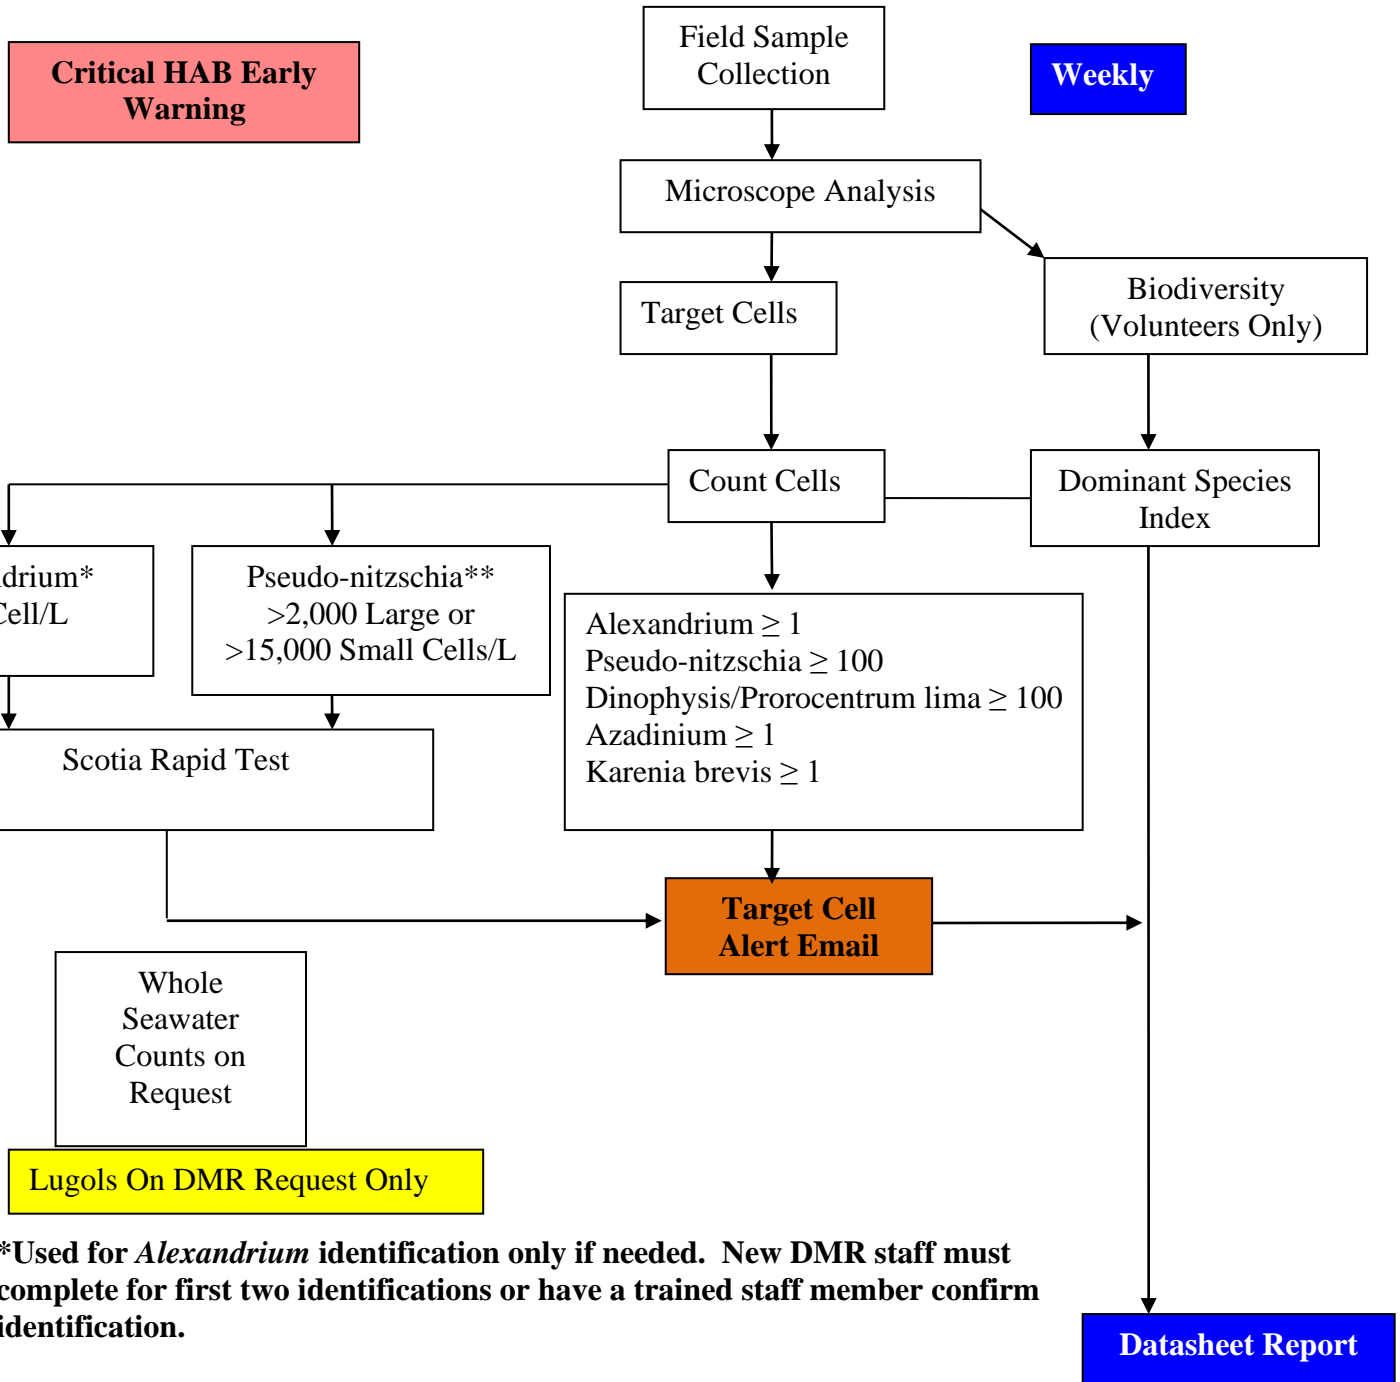 Critical HAB Early
Warning
Field Sample
Collection
Weekly
Microscope Analysis
Target Cells
Biodiversity
(Volunteers Only)
Count Cells
Dominant Species
Index
drium*
Cell/L
Pseudo-nitzschia**
>2,000 Large or
>15,000 Small Cells/L
Alexandrium ≥ 1
Pseudo-nitzschia ≥ 100
Dinophysis/Prorocentrum lima ≥ 100
Azadinium ≥ 1
Karenia brevis ≥ 1
Scotia Rapid Test
Target Cell
Alert Email
Whole
Seawater
Counts on
Request
Lugols On DMR Request Only
*Used for Alexandrium identification only if needed. New DMR staff must
complete for first two identifications or have a trained staff member confirm
identification.
Datasheet Report